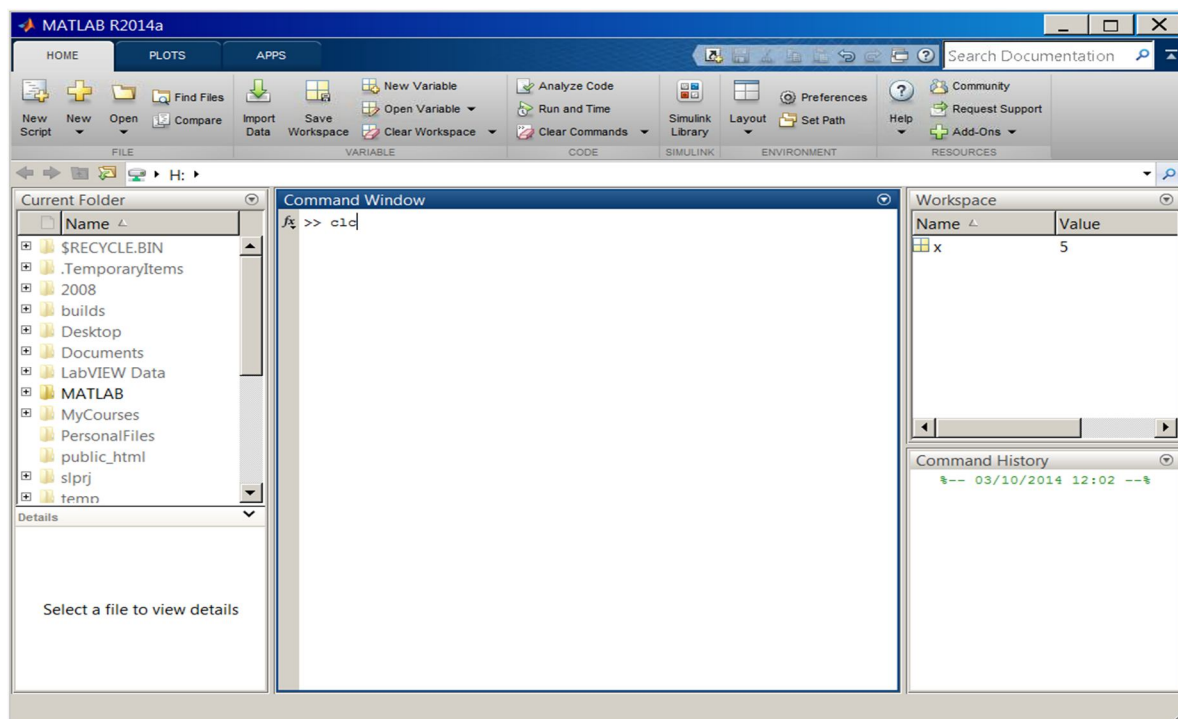 MATLAB R2014a
HOME PLOTS APPS Search Documentation
New Script New Open Find Files Compare Import Data Save Workspace New Variable Open Variable Clear Workspace Analyze Code Run and Time Clear Commands Simulink Library Layout Preferences Set Path Help Community Request Support Add-Ons
FILE VARIABLE CODE SIMULINK ENVIRONMENT RESOURCES
H:
Current Folder
Name
$RECYCLE.BIN
.TemporaryItems
2008
builds
Desktop
Documents
LabVIEW Data
MATLAB
MyCourses
PersonalFiles
public_html
slprj
temp
Details
Select a file to view details
Command Window
fx >> clc
Workspace
Name Value
x 5
Command History
%-- 03/10/2014 12:02 --%